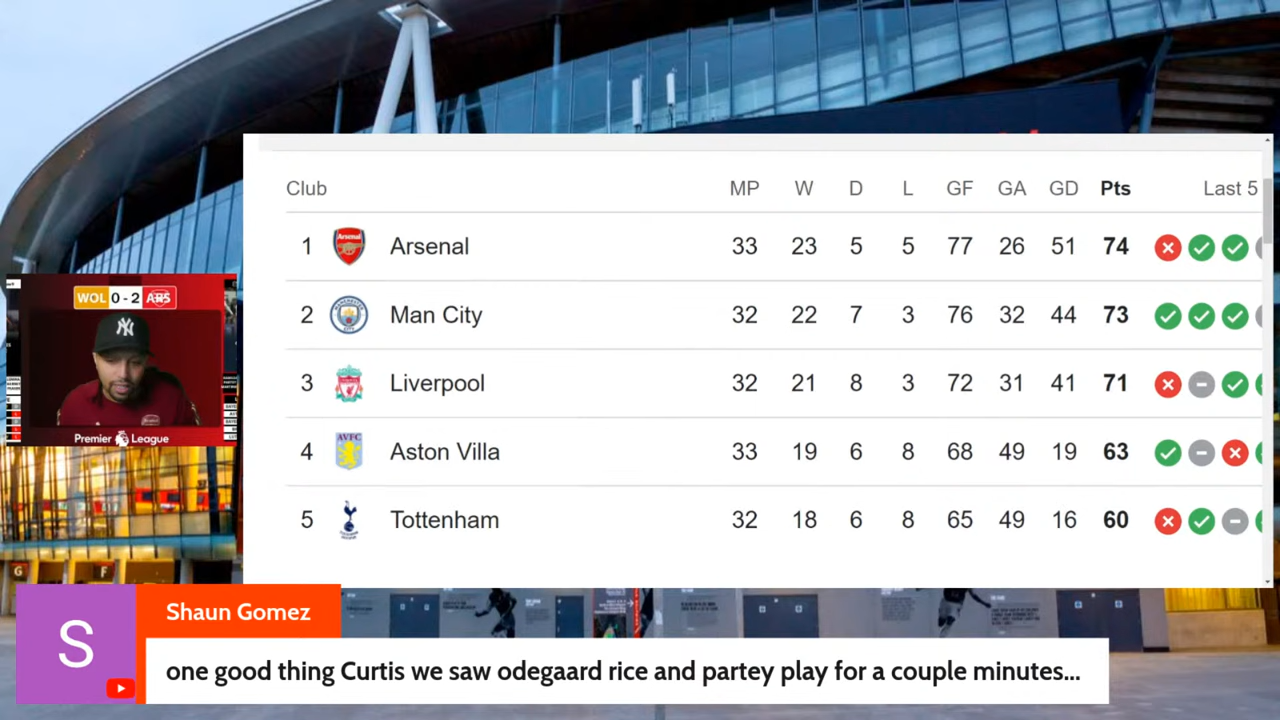 Club MP W D L GF GA GD Pts Last 5
1 Arsenal 33 23 5 5 77 26 51 74
2 Man City 32 22 7 3 76 32 44 73
3 Liverpool 32 21 8 3 72 31 41 71
4 AVFC Aston Villa 33 19 6 8 68 49 19 63
5 Tottenham 32 18 6 8 65 49 16 60
WOL 0 - 2 ARS
Premier League
G F
S
Shaun Gomez
one good thing Curtis we saw odegaard rice and partey play for a couple minutes...